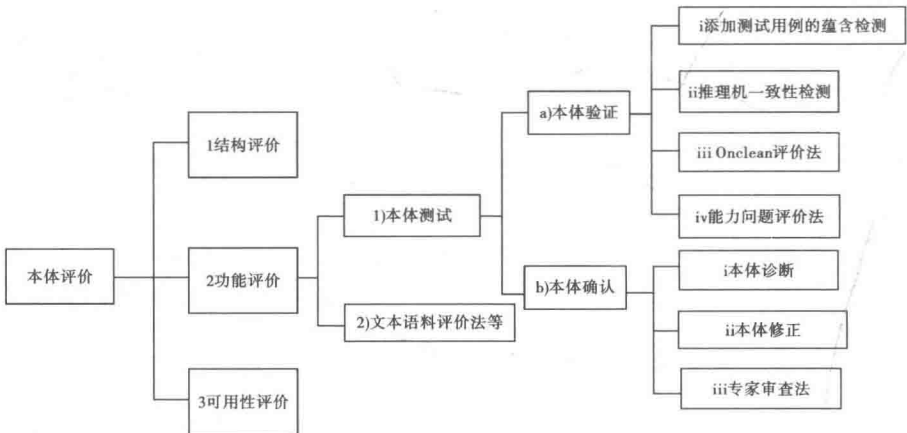 本体评价
1结构评价
2功能评价
3可用性评价
1)本体测试
2)文本语料评价法等
a)本体验证
b)本体确认
i添加测试用例的蕴含检测
ii推理机一致性检测
iii Onclean评价法
iv能力问题评价法
i本体诊断
ii本体修正
iii专家审查法